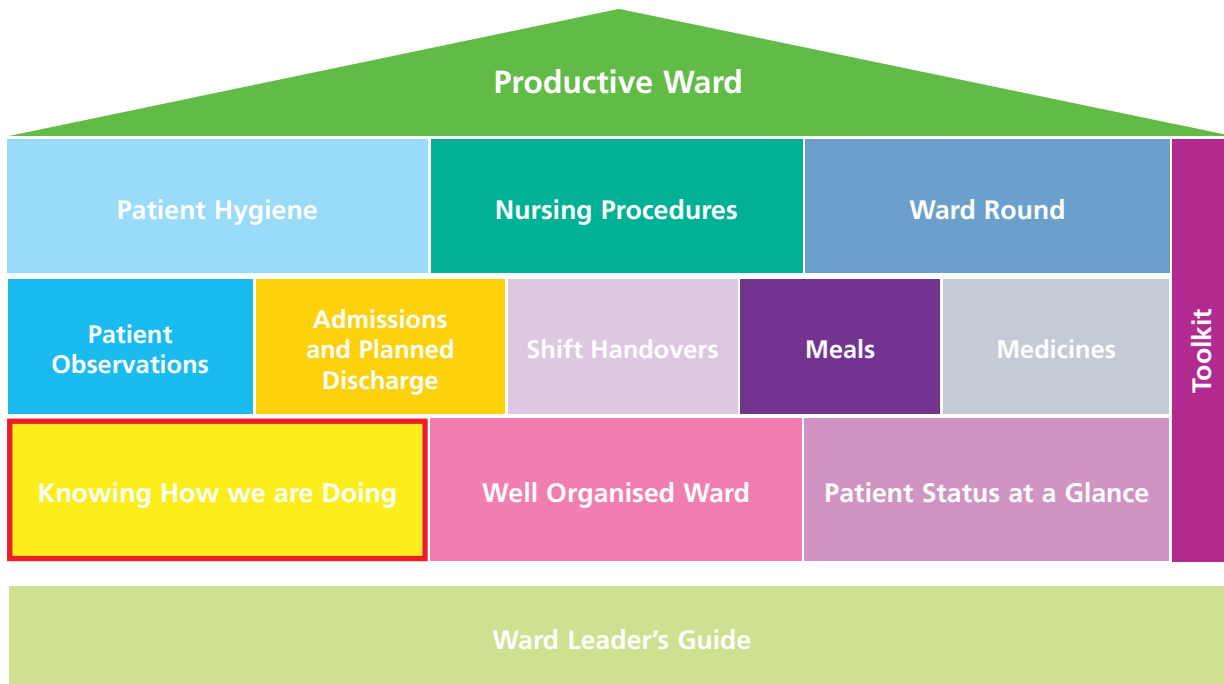 Productive Ward
Patient Hygiene
Nursing Procedures
Ward Round
Patient
Observations
Admissions
and Planned
Discharge
Shift Handovers
Meals
Medicines
Toolkit
Knowing How we are Doing
Well Organised Ward
Patient Status at a Glance
Ward Leader's Guide